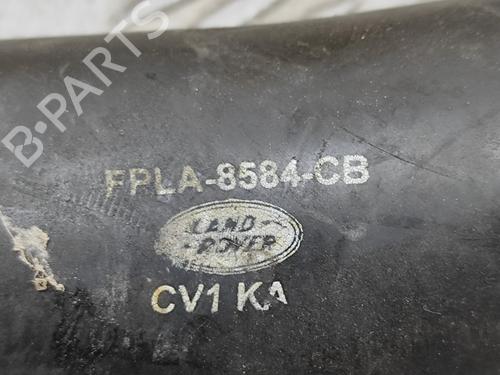 B-PARTS
FPLA-8584-CB
LAND
ROVER
CV1 KA